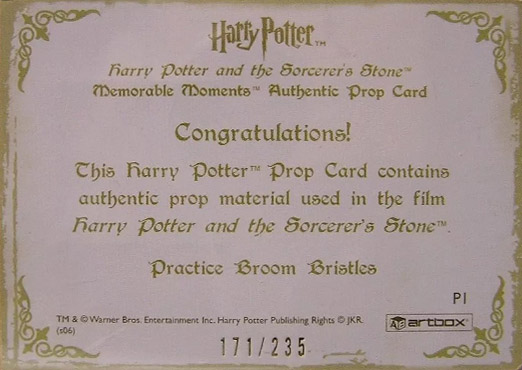 Harry Potter™
Harry Potter and the Sorcerer's Stone™
Memorable Moments™ Authentic Prop Card
Congratulations!
This Harry Potter™ Prop Card contains
authentic prop material used in the film
Harry Potter and the Sorcerer's Stone™.
Practice Broom Bristles
P1
TM & © Warner Bros. Entertainment Inc. Harry Potter Publishing Rights © JKR.
(s06)
artbox
171/235